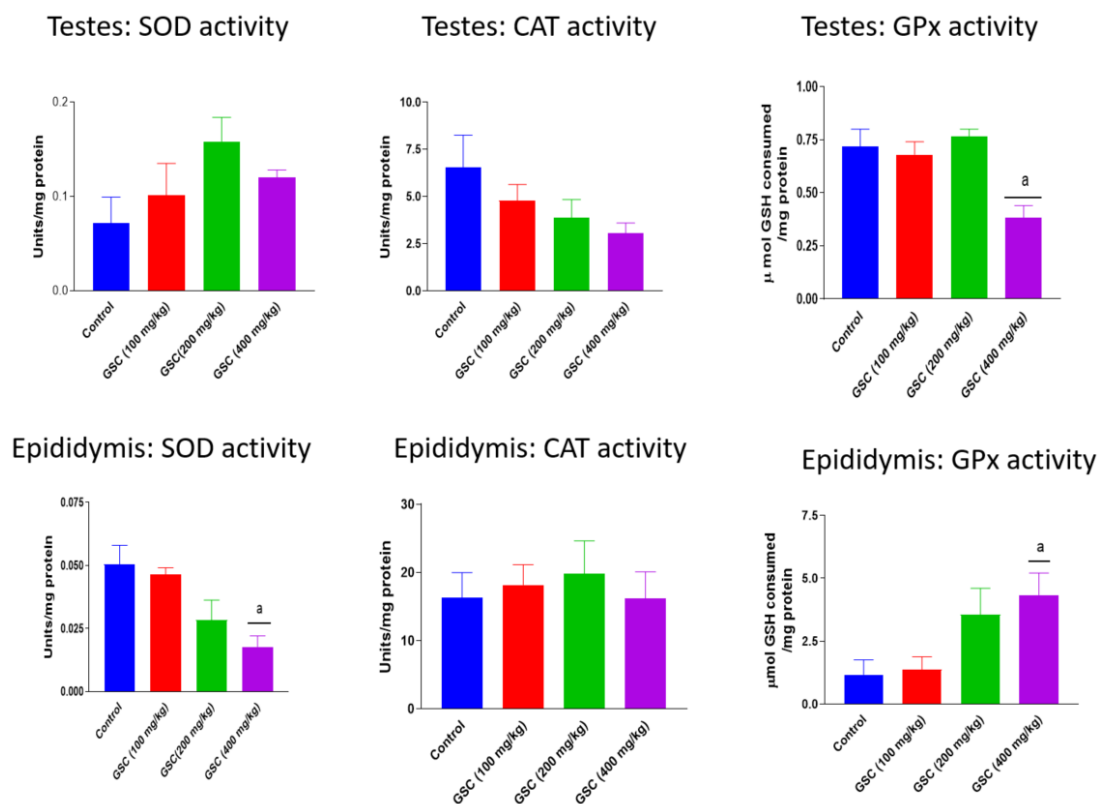 Testes: SOD activity
Units/mg protein
0.2
0.1
0.0
Control
GSC (100 mg/kg)
GSC(200 mg/kg)
GSC (400 mg/kg)
Testes: CAT activity
Units/mg protein
10.0
7.5
5.0
2.5
0.0
Control
GSC (100 mg/kg)
GSC (200 mg/kg)
GSC (400 mg/kg)
Testes: GPx activity
μ mol GSH consumed
/mg protein
1.00
0.75
0.50
0.25
0.00
a
Control
GSC (100 mg/kg)
GSC (200 mg/kg)
GSC (400 mg/kg)
Epididymis: SOD activity
Units/mg protein
0.075
0.050
0.025
0.000
a
Control
GSC (100 mg/kg)
GSC(200 mg/kg)
GSC (400 mg/kg)
Epididymis: CAT activity
Units/mg protein
30
20
10
0
Control
GSC (100 mg/kg)
GSC (200 mg/kg)
GSC (400 mg/kg)
Epididymis: GPx activity
μmol GSH consumed
/mg protein
7.5
5.0
2.5
0.0
a
Control
GSC (100 mg/kg)
GSC (200 mg/kg)
GSC (400 mg/kg)